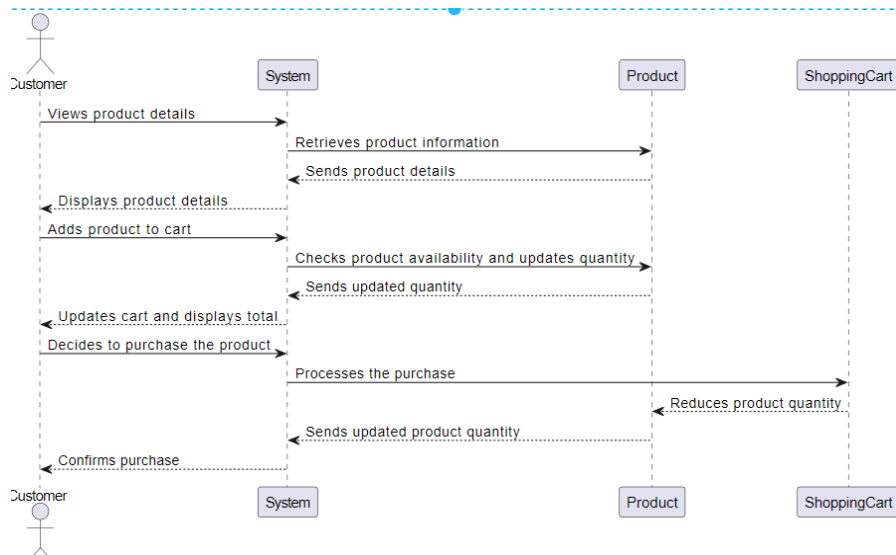 Customer
System
Product
ShoppingCart
Views product details
Retrieves product information
Sends product details
Displays product details
Adds product to cart
Checks product availability and updates quantity
Sends updated quantity
Updates cart and displays total
Decides to purchase the product
Processes the purchase
Reduces product quantity
Sends updated product quantity
Confirms purchase
Customer
System
Product
ShoppingCart